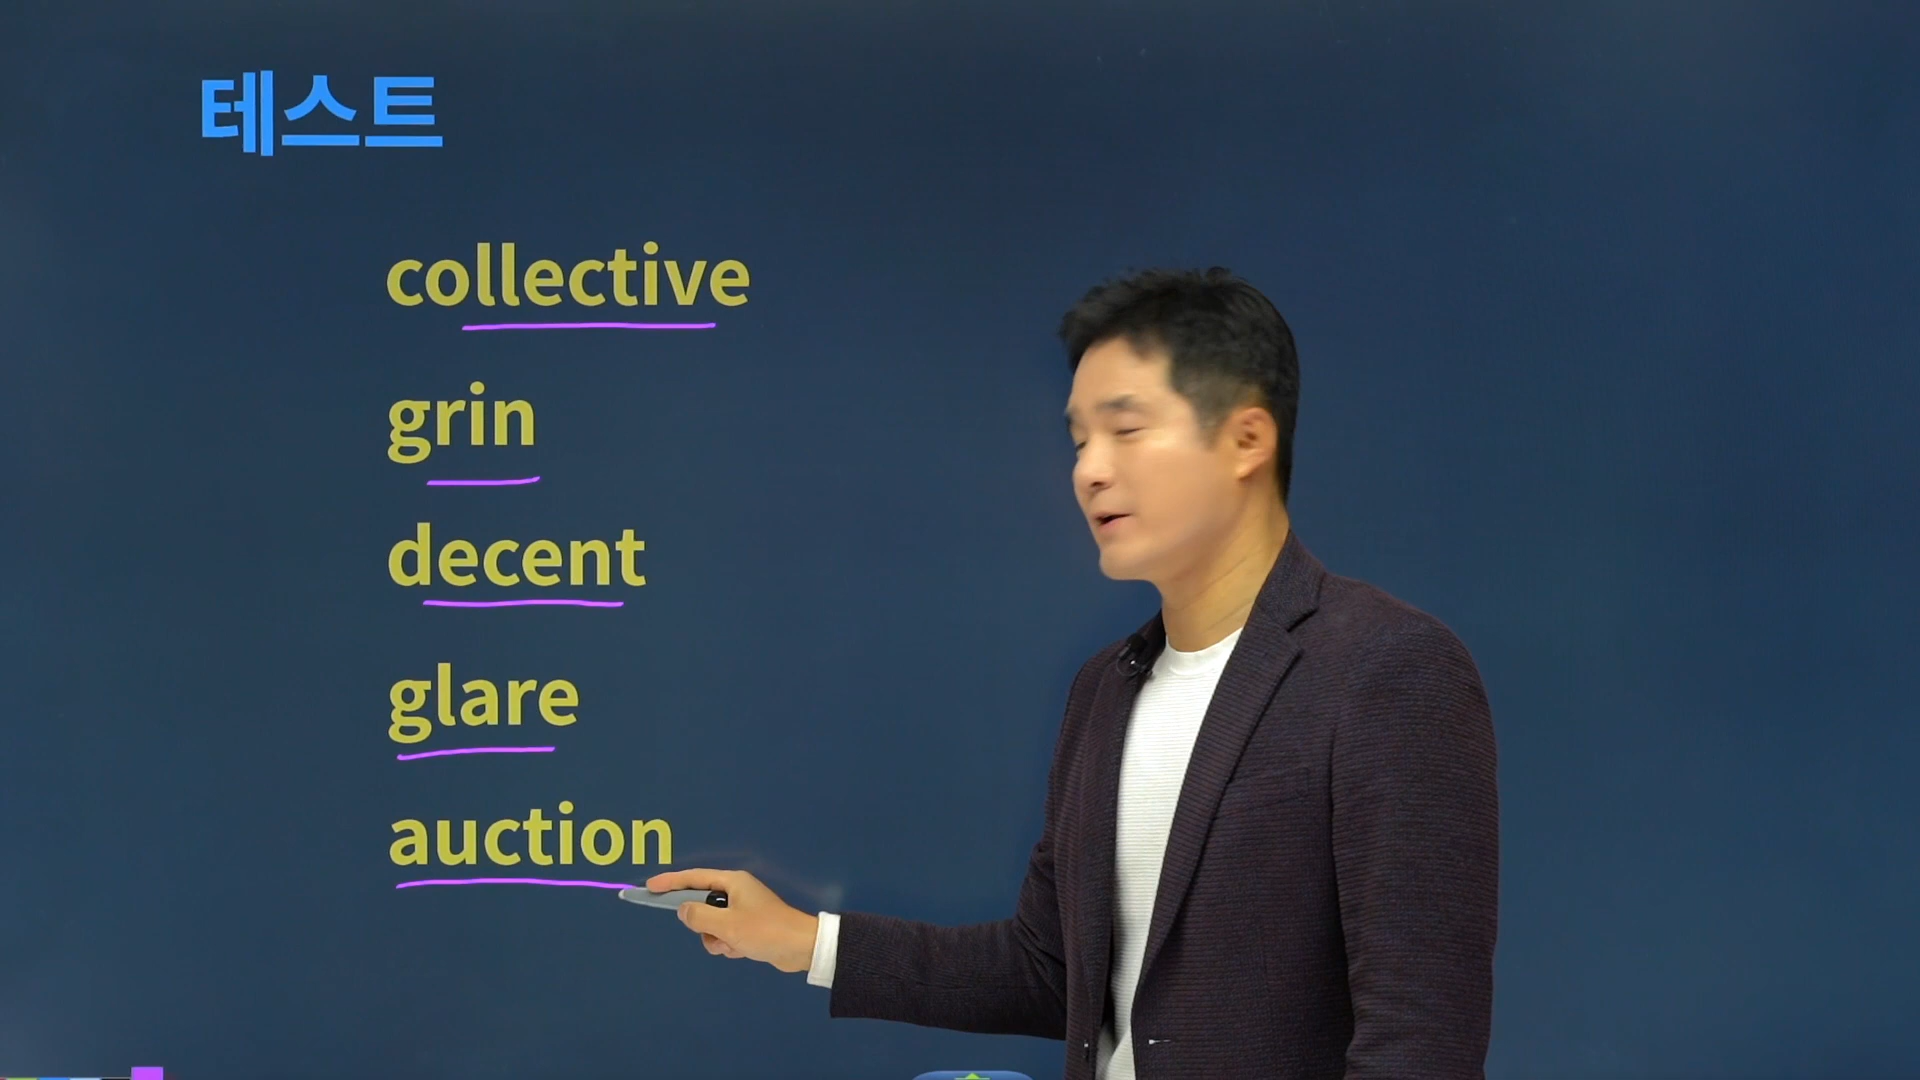 테스트
collective
grin
decent
glare
auction